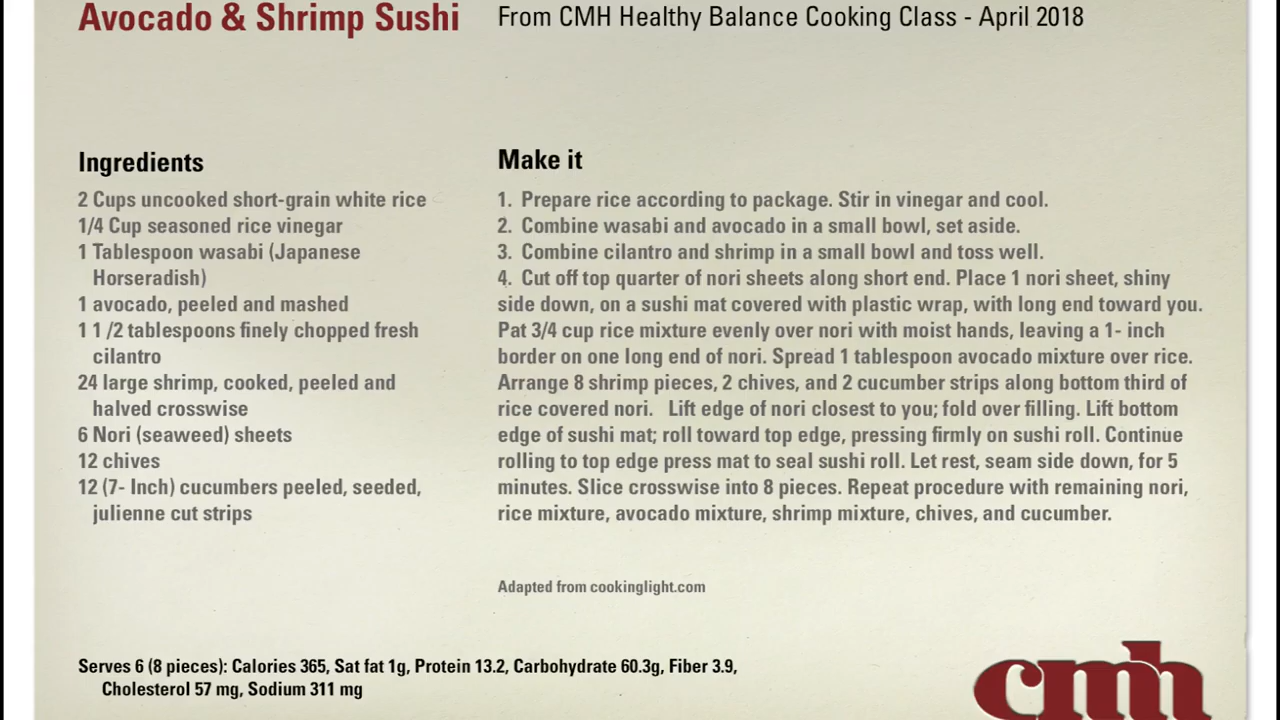 Avocado & Shrimp Sushi
From CMH Healthy Balance Cooking Class - April 2018
Ingredients
2 Cups uncooked short-grain white rice
1/4 Cup seasoned rice vinegar
1 Tablespoon wasabi (Japanese
Horseradish)
1 avocado, peeled and mashed
1 1 /2 tablespoons finely chopped fresh
cilantro
24 large shrimp, cooked, peeled and
halved crosswise
6 Nori (seaweed) sheets
12 chives
12 (7- Inch) cucumbers peeled, seeded,
julienne cut strips
Make it
1. Prepare rice according to package. Stir in vinegar and cool.
2. Combine wasabi and avocado in a small bowl, set aside.
3. Combine cilantro and shrimp in a small bowl and toss well.
4. Cut off top quarter of nori sheets along short end. Place 1 nori sheet, shiny
side down, on a sushi mat covered with plastic wrap, with long end toward you.
Pat 3/4 cup rice mixture evenly over nori with moist hands, leaving a 1- inch
border on one long end of nori. Spread 1 tablespoon avocado mixture over rice.
Arrange 8 shrimp pieces, 2 chives, and 2 cucumber strips along bottom third of
rice covered nori. Lift edge of nori closest to you; fold over filling. Lift bottom
edge of sushi mat; roll toward top edge, pressing firmly on sushi roll. Continue
rolling to top edge press mat to seal sushi roll. Let rest, seam side down, for 5
minutes. Slice crosswise into 8 pieces. Repeat procedure with remaining nori,
rice mixture, avocado mixture, shrimp mixture, chives, and cucumber.
Adapted from cookinglight.com
Serves 6 (8 pieces): Calories 365, Sat fat 1g, Protein 13.2, Carbohydrate 60.3g, Fiber 3.9,
Cholesterol 57 mg, Sodium 311 mg
cmh